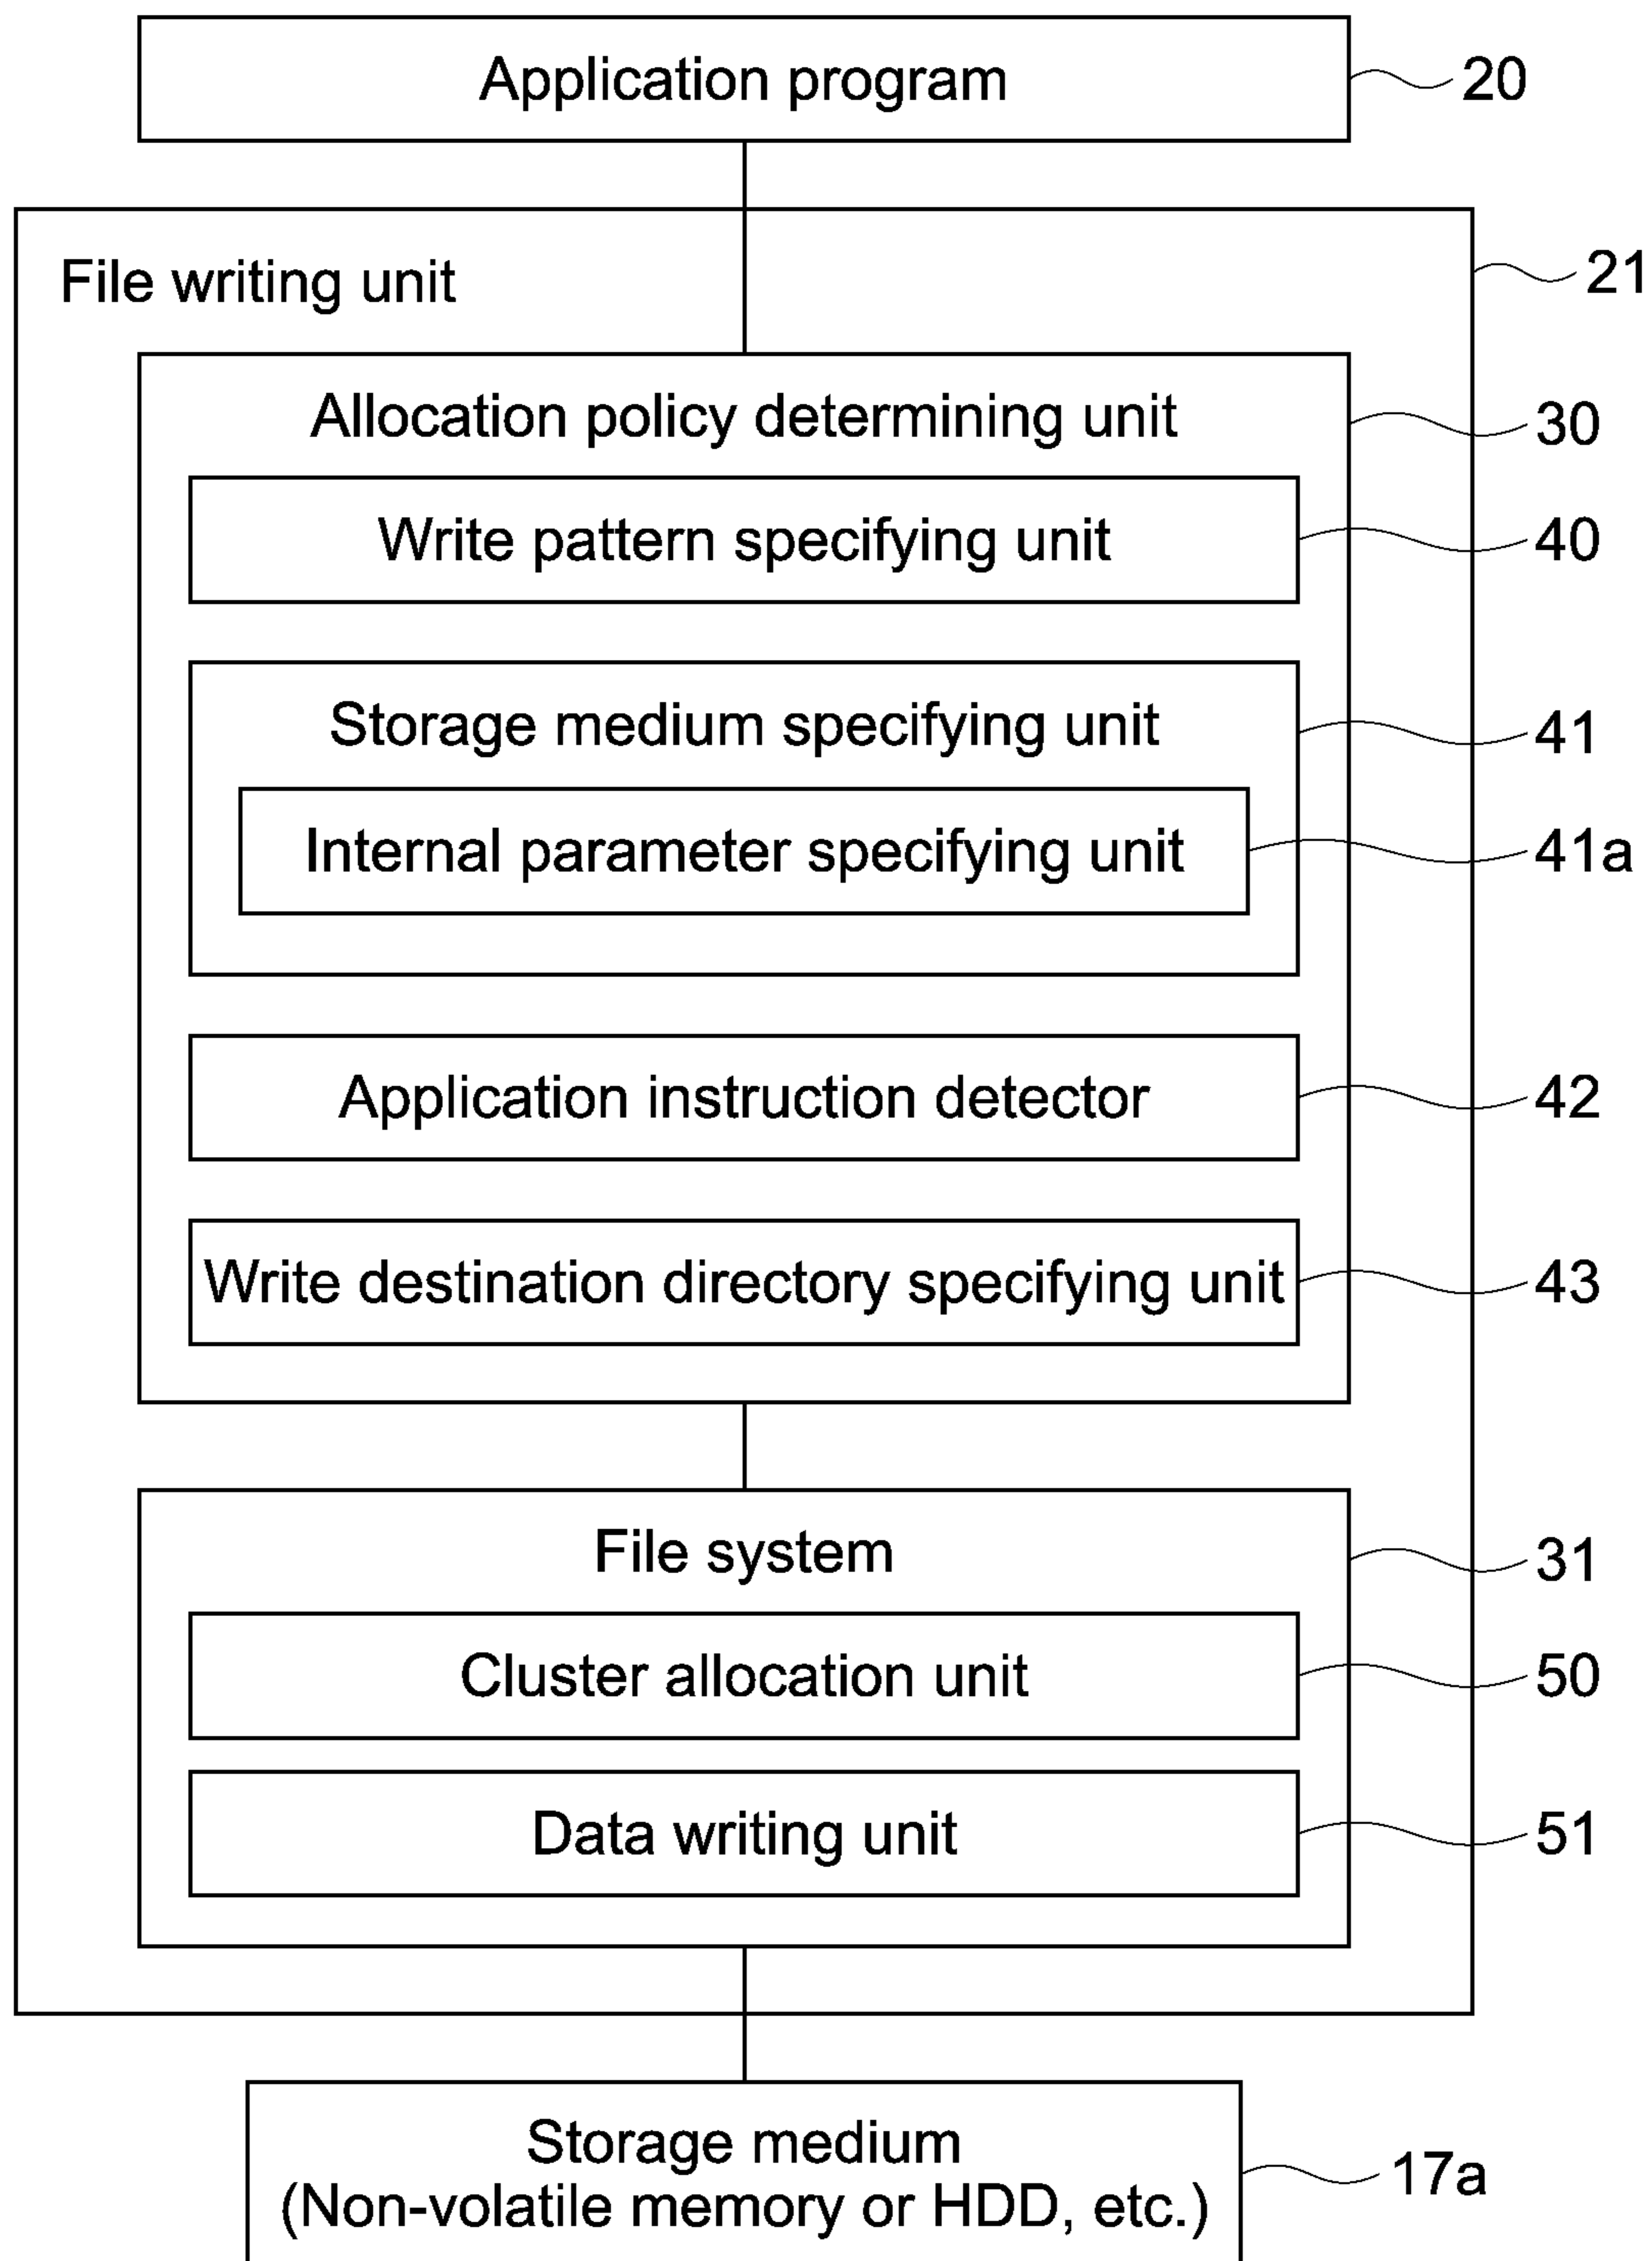 Application program 20
File writing unit 21
Allocation policy determining unit 30
Write pattern specifying unit 40
Storage medium specifying unit 41
Internal parameter specifying unit 41a
Application instruction detector 42
Write destination directory specifying unit 43
File system 31
Cluster allocation unit 50
Data writing unit 51
Storage medium
(Non-volatile memory or HDD, etc.) 17a